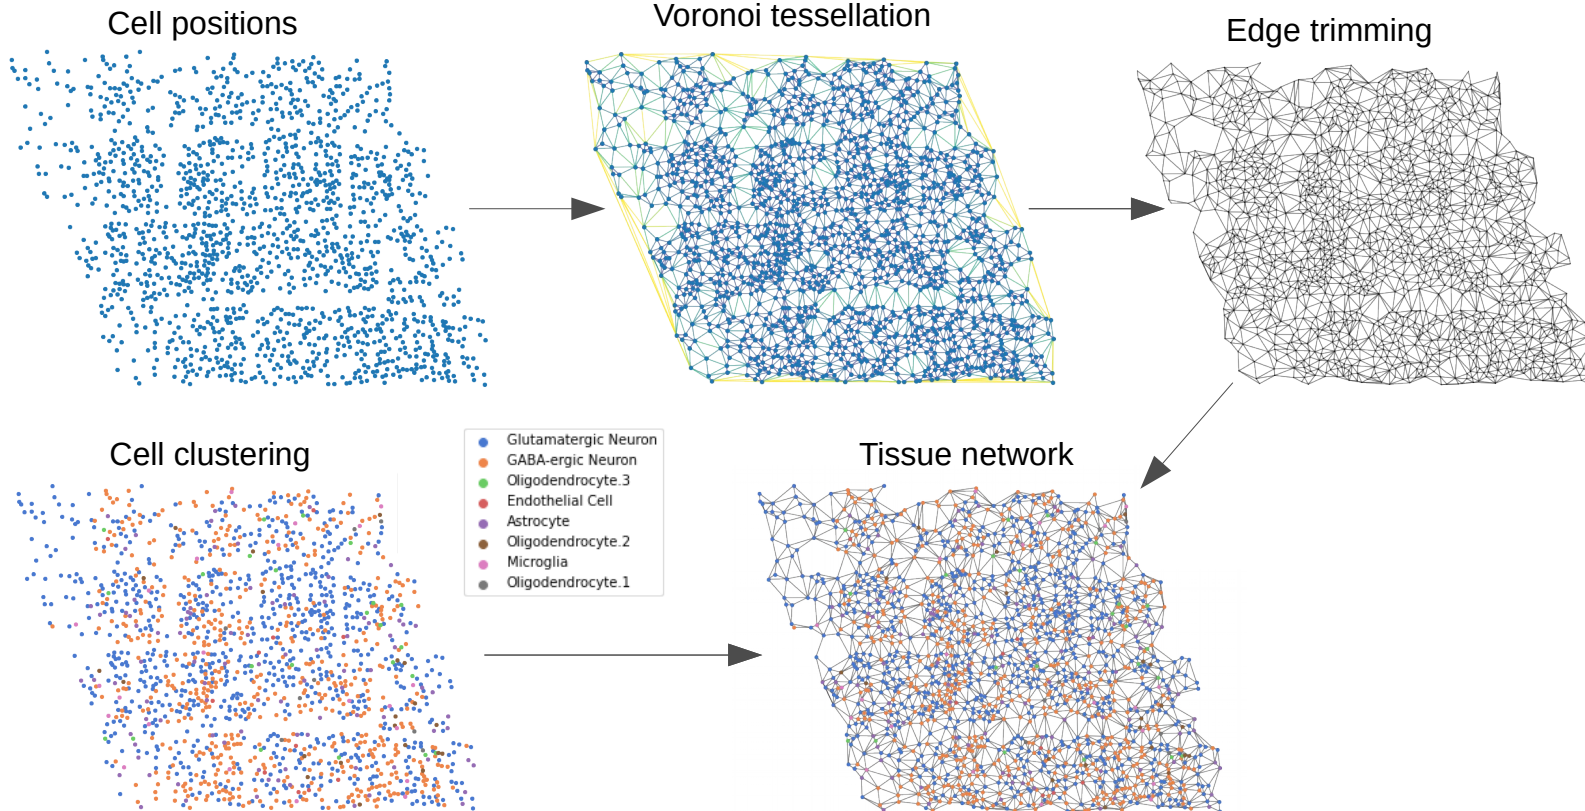 Cell positions
Voronoi tessellation
Edge trimming
Cell clustering
Glutamatergic Neuron
GABA-ergic Neuron
Oligodendrocyte.3
Endothelial Cell
Astrocyte
Oligodendrocyte.2
Microglia
Oligodendrocyte.1
Tissue network